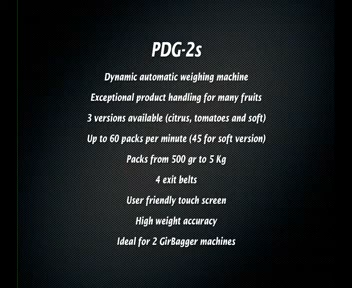 PDG-2s
Dynamic automatic weighing machine
Exceptional product handling for many fruits
3 versions available (citrus, tomatoes and soft)
Up to 60 packs per minute (45 for soft version)
Packs from 500 gr to 5 Kg
4 exit belts
User friendly touch screen
High weight accuracy
Ideal for 2 GirBagger machines